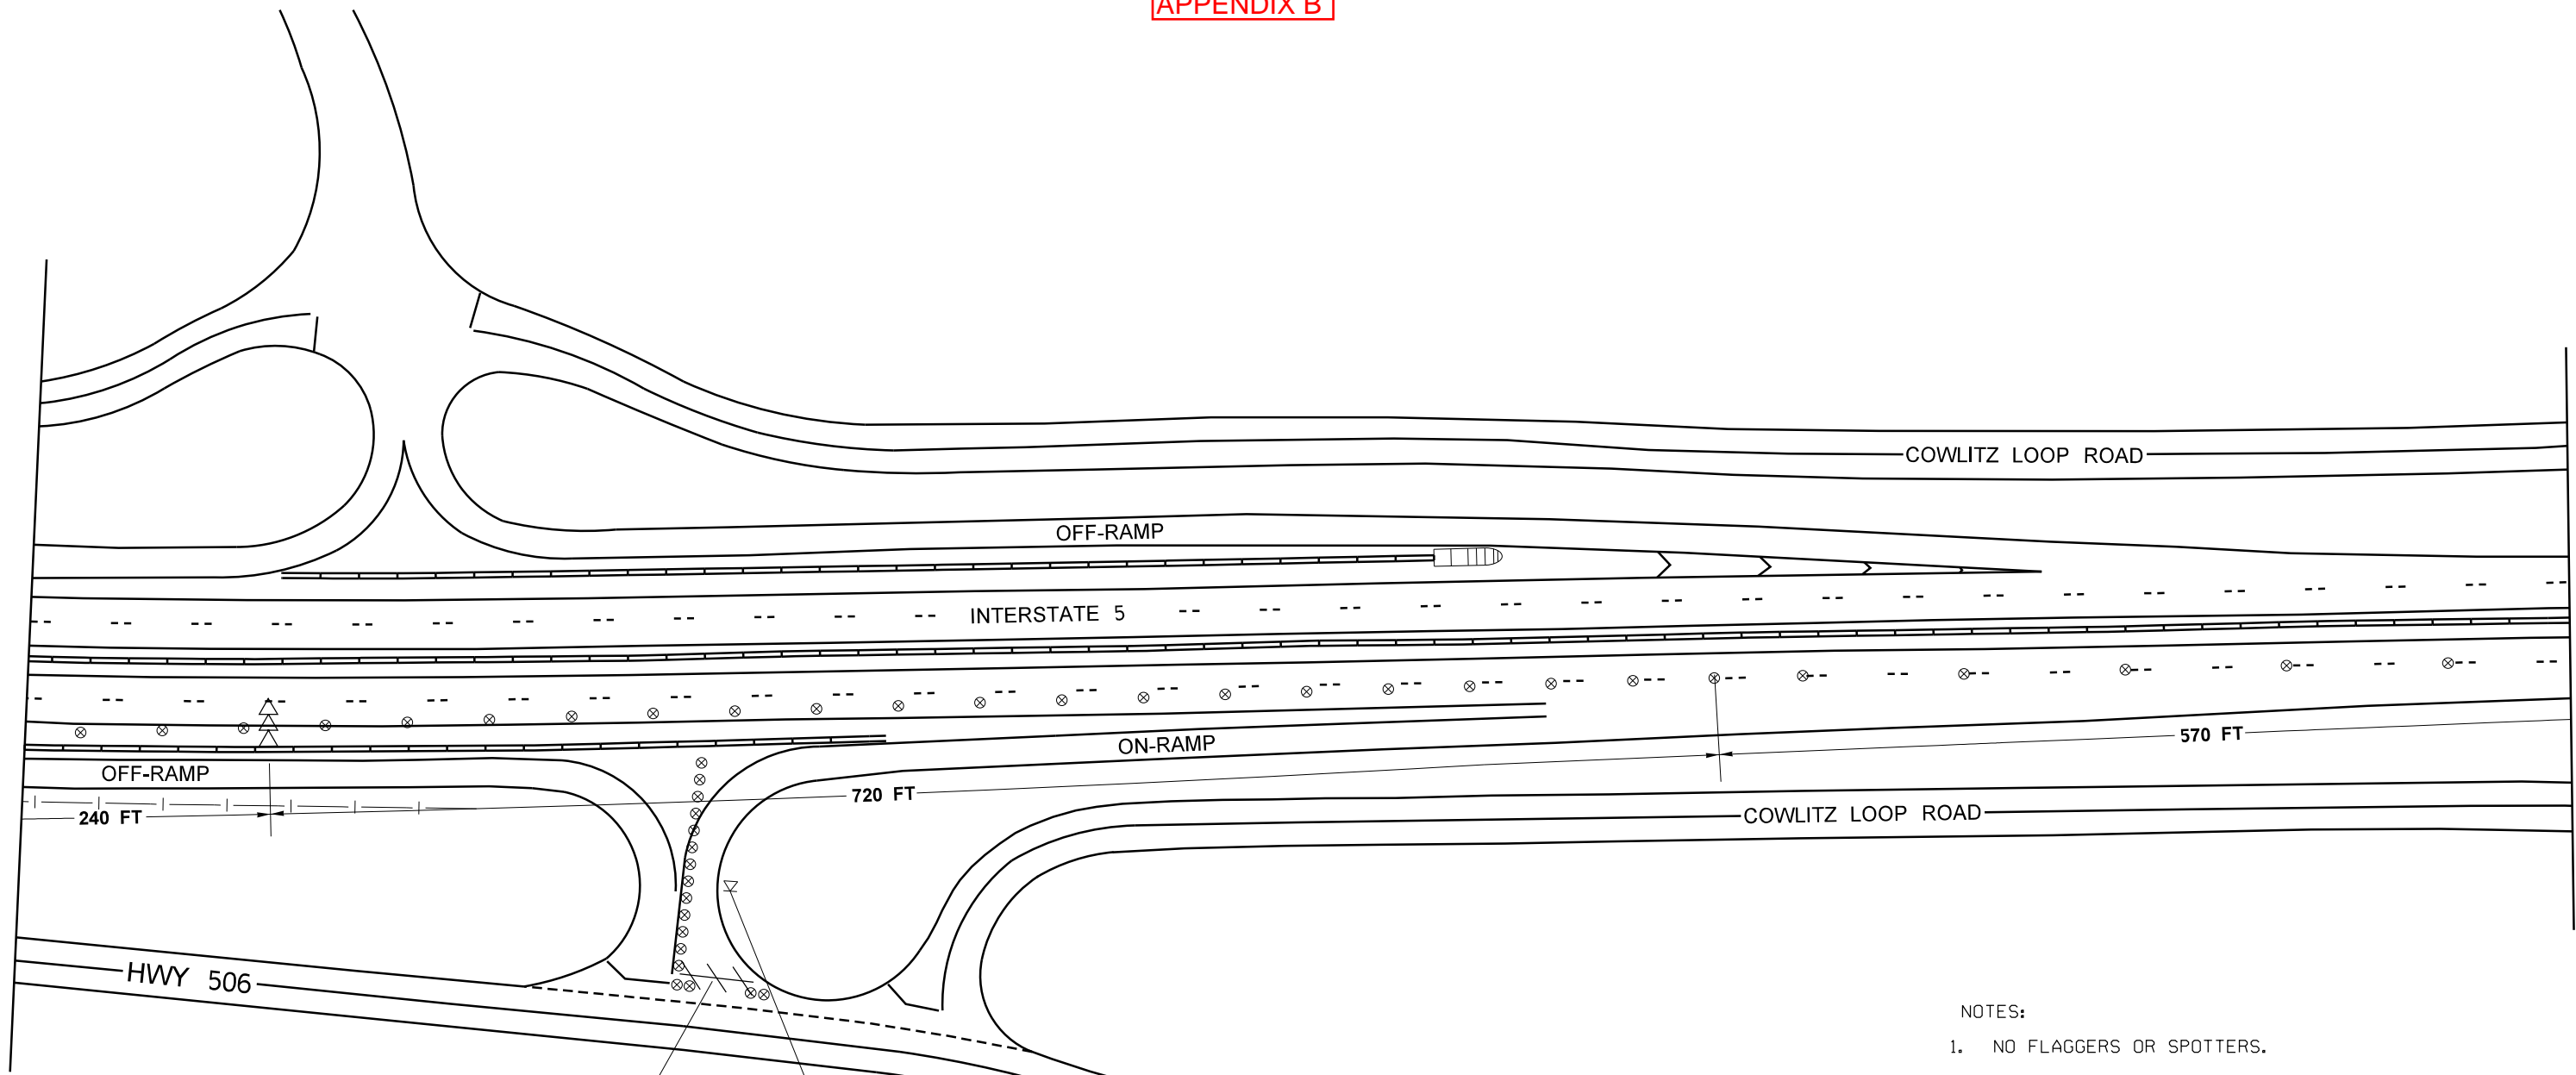 APPENDIX B
COWLITZ LOOP ROAD
OFF-RAMP
INTERSTATE 5
570 FT
ON-RAMP
OFF-RAMP
720 FT
240 FT
COWLITZ LOOP ROAD
HWY 506
NOTES:
1. NO FLAGGERS OR SPOTTERS.